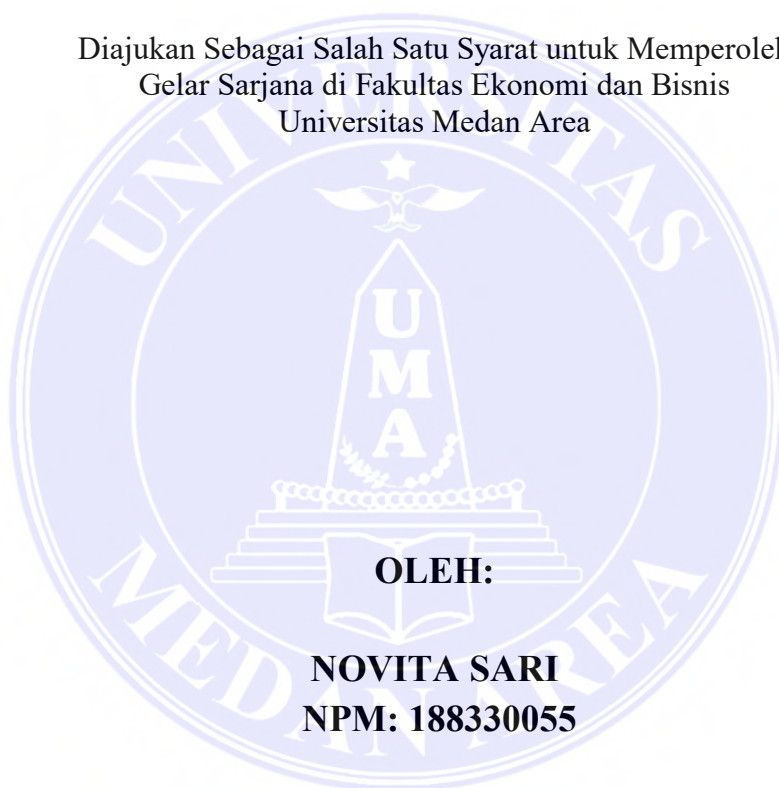 Diajukan Sebagai Salah Satu Syarat untuk Memperoleh
Gelar Sarjana di Fakultas Ekonomi dan Bisnis
Universitas Medan Area
UNIVERSITAS
U
M
A
OLEH:
MEDAN AREA
NOVITA SARI
NPM: 188330055